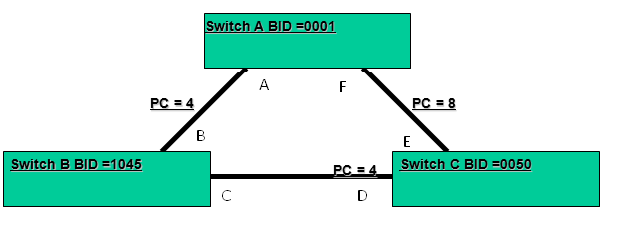 Switch A BID =0001
A
F
PC = 4
PC = 8
B
E
Switch B BID =1045
PC = 4
Switch C BID =0050
C
D